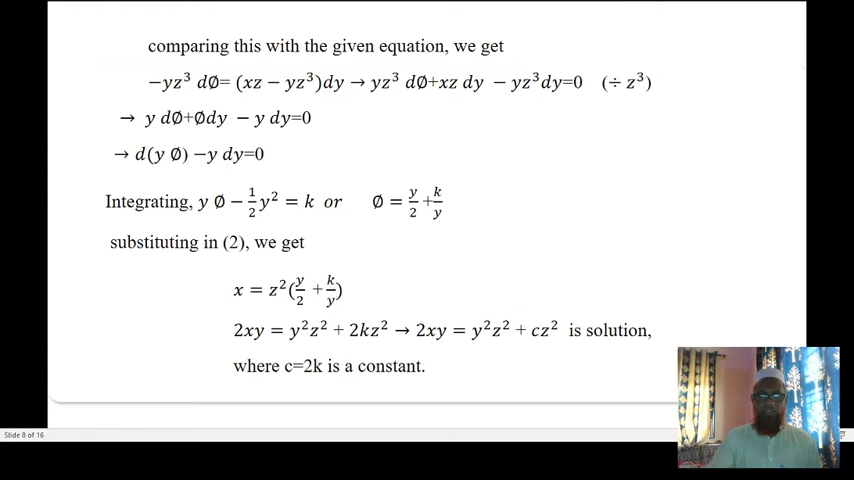 comparing this with the given equation, we get
−yz³ dØ= (xz − yz³)dy → yz³ dØ+xz dy − yz³dy=0 (÷ z³)
→ y dØ+Ødy − y dy=0
→ d(y Ø) −y dy=0
Integrating, y Ø − 1/2 y² = k or Ø = y/2 + k/y
substituting in (2), we get
x = z²(y/2 + k/y)
2xy = y²z² + 2kz² → 2xy = y²z² + cz² is solution,
where c=2k is a constant.
Slide 8 of 16